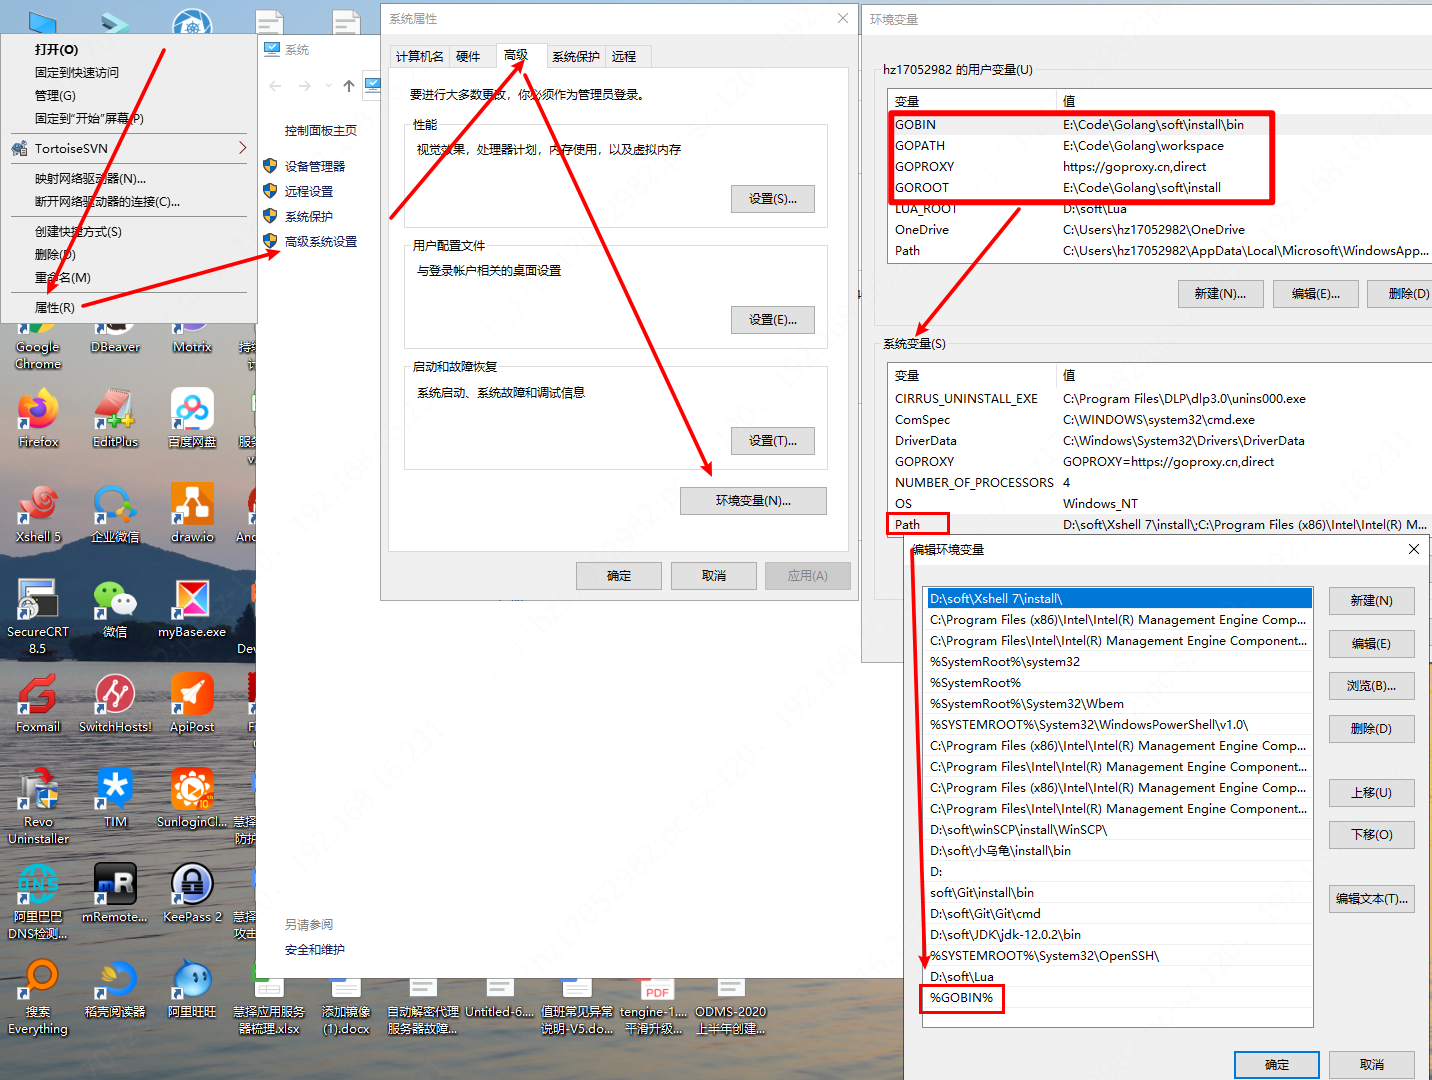 打开(O)
固定到快速访问
管理(G)
固定到"开始"屏幕(P)
TortoiseSVN
映射网络驱动器(N)...
断开网络驱动器的连接(C)...
创建快捷方式(S)
删除(D)
重命名(M)
属性(R)
Google Chrome
DBeaver
Motrix
Firefox
EditPlus
百度网盘
Xshell 5
企业微信
draw.io
SecureCRT 8.5
微信
myBase.exe
Foxmail
SwitchHosts!
ApiPost
Revo Uninstaller
TIM
SunloginCl...
阿里巴巴DNS检测...
mRemote...
KeePass 2
搜索 Everything
稻壳阅读器
阿里旺旺
慧择应用服务器梳理.xlsx
添加镜像(1).docx
自动解密代理服务器故障...
Untitled-6....
值班常见异常说明-V5.do...
PDF
tengine-1....平滑升级...
ODMS-2020上半年创建...
系统
控制面板主页
设备管理器
远程设置
系统保护
高级系统设置
另请参阅
安全和维护
系统属性
计算机名
硬件
高级
系统保护
远程
要进行大多数更改，你必须作为管理员登录。
性能
视觉效果，处理器计划，内存使用，以及虚拟内存
设置(S)...
用户配置文件
与登录帐户相关的桌面设置
设置(E)...
启动和故障恢复
系统启动、系统故障和调试信息
设置(T)...
环境变量(N)...
确定
取消
应用(A)
环境变量
hz17052982 的用户变量(U)
变量 值
GOBIN E:\Code\Golang\soft\install\bin
GOPATH E:\Code\Golang\workspace
GOPROXY https://goproxy.cn,direct
GOROOT E:\Code\Golang\soft\install
LUA_ROOT D:\soft\Lua
OneDrive C:\Users\hz17052982\OneDrive
Path C:\Users\hz17052982\AppData\Local\Microsoft\WindowsApp...
新建(N)...
编辑(E)...
删除(D)
系统变量(S)
变量 值
CIRRUS_UNINSTALL_EXE C:\Program Files\DLP\dlp3.0\unins000.exe
ComSpec C:\WINDOWS\system32\cmd.exe
DriverData C:\Windows\System32\Drivers\DriverData
GOPROXY GOPROXY=https://goproxy.cn,direct
NUMBER_OF_PROCESSORS 4
OS Windows_NT
Path D:\soft\Xshell 7\install\;C:\Program Files (x86)\Intel\Intel(R) M...
编辑环境变量
D:\soft\Xshell 7\install\
C:\Program Files (x86)\Intel\Intel(R) Management Engine Comp...
C:\Program Files\Intel\Intel(R) Management Engine Component...
%SystemRoot%\system32
%SystemRoot%
%SystemRoot%\System32\Wbem
%SYSTEMROOT%\System32\WindowsPowerShell\v1.0\
C:\Program Files (x86)\Intel\Intel(R) Management Engine Comp...
C:\Program Files\Intel\Intel(R) Management Engine Component...
C:\Program Files (x86)\Intel\Intel(R) Management Engine Comp...
C:\Program Files\Intel\Intel(R) Management Engine Component...
D:\soft\winSCP\install\WinSCP\
D:\soft\小乌龟\install\bin
D:
soft\Git\install\bin
D:\soft\Git\Git\cmd
D:\soft\JDK\jdk-12.0.2\bin
%SYSTEMROOT%\System32\OpenSSH\
D:\soft\Lua
%GOBIN%
新建(N)
编辑(E)
浏览(B)...
删除(D)
上移(U)
下移(O)
编辑文本(T)...
确定
取消